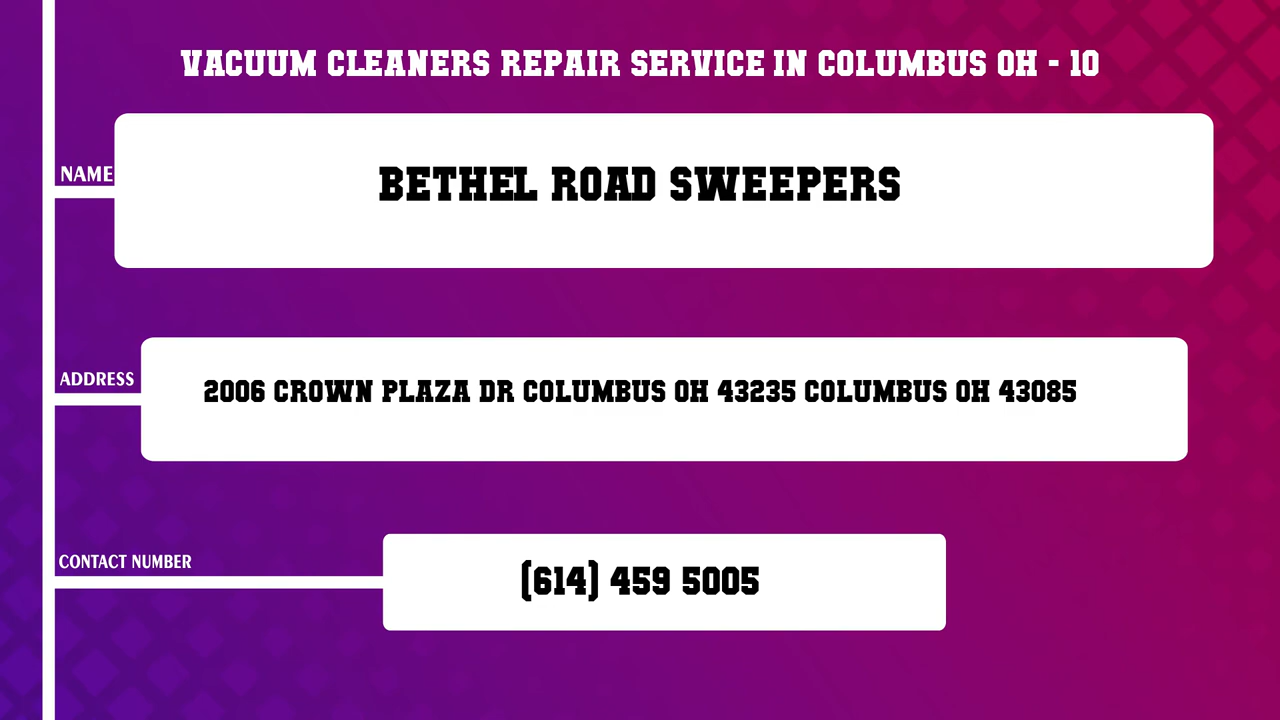 VACUUM CLEANERS REPAIR SERVICE IN COLUMBUS OH - 10
NAME
BETHEL ROAD SWEEPERS
ADDRESS
2006 CROWN PLAZA DR COLUMBUS OH 43235 COLUMBUS OH 43085
CONTACT NUMBER
(614) 459 5005